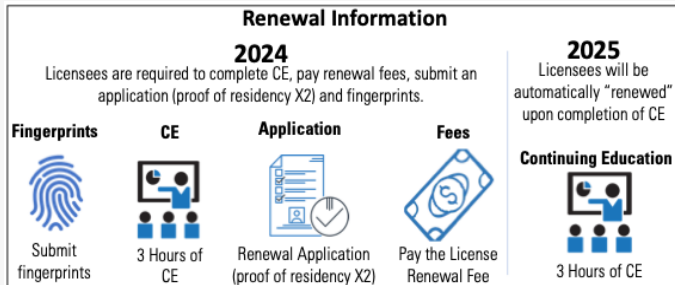 Renewal Information
2024
Licensees are required to complete CE, pay renewal fees, submit an
application (proof of residency X2) and fingerprints.
Fingerprints
CE
Application
Fees
Submit
fingerprints
3 Hours of
CE
Renewal Application
(proof of residency X2)
Pay the License
Renewal Fee
2025
Licensees will be
automatically “renewed“
upon completion of CE
Continuing Education
3 Hours of CE